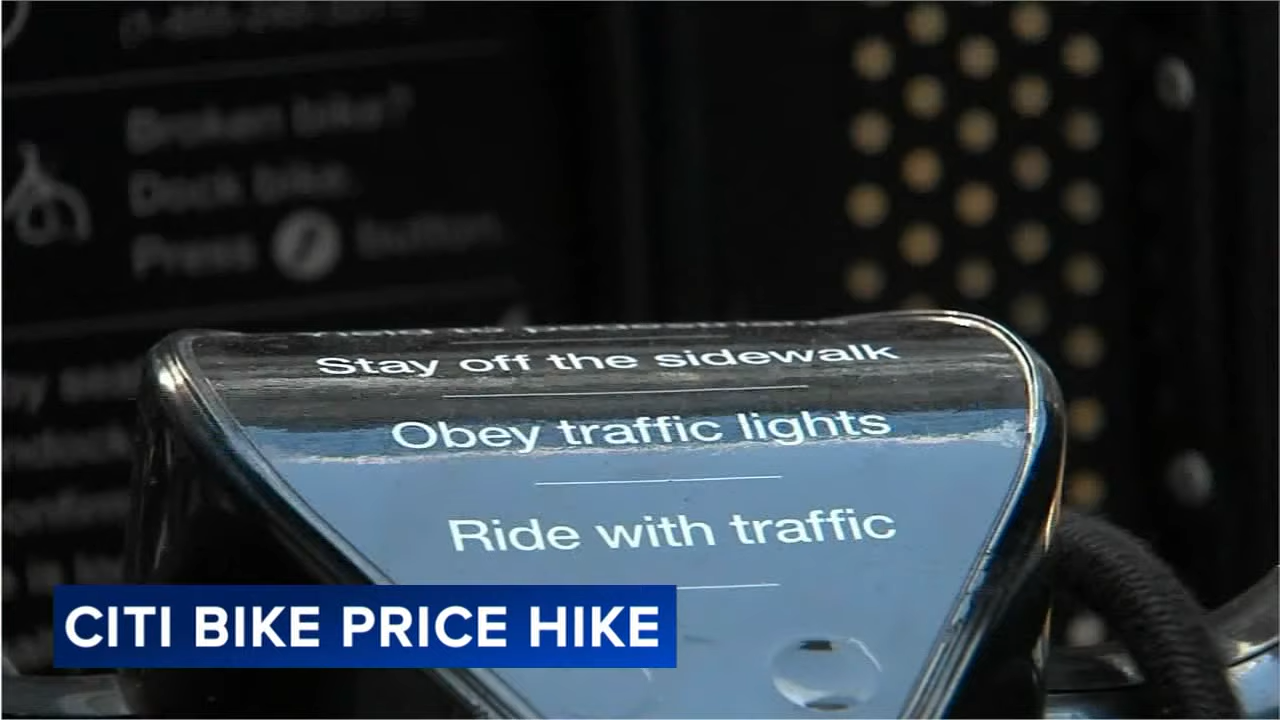 Broken bike?
Dock bike.
Press button.
Stay off the sidewalk
Obey traffic lights
Ride with traffic
CITI BIKE PRICE HIKE